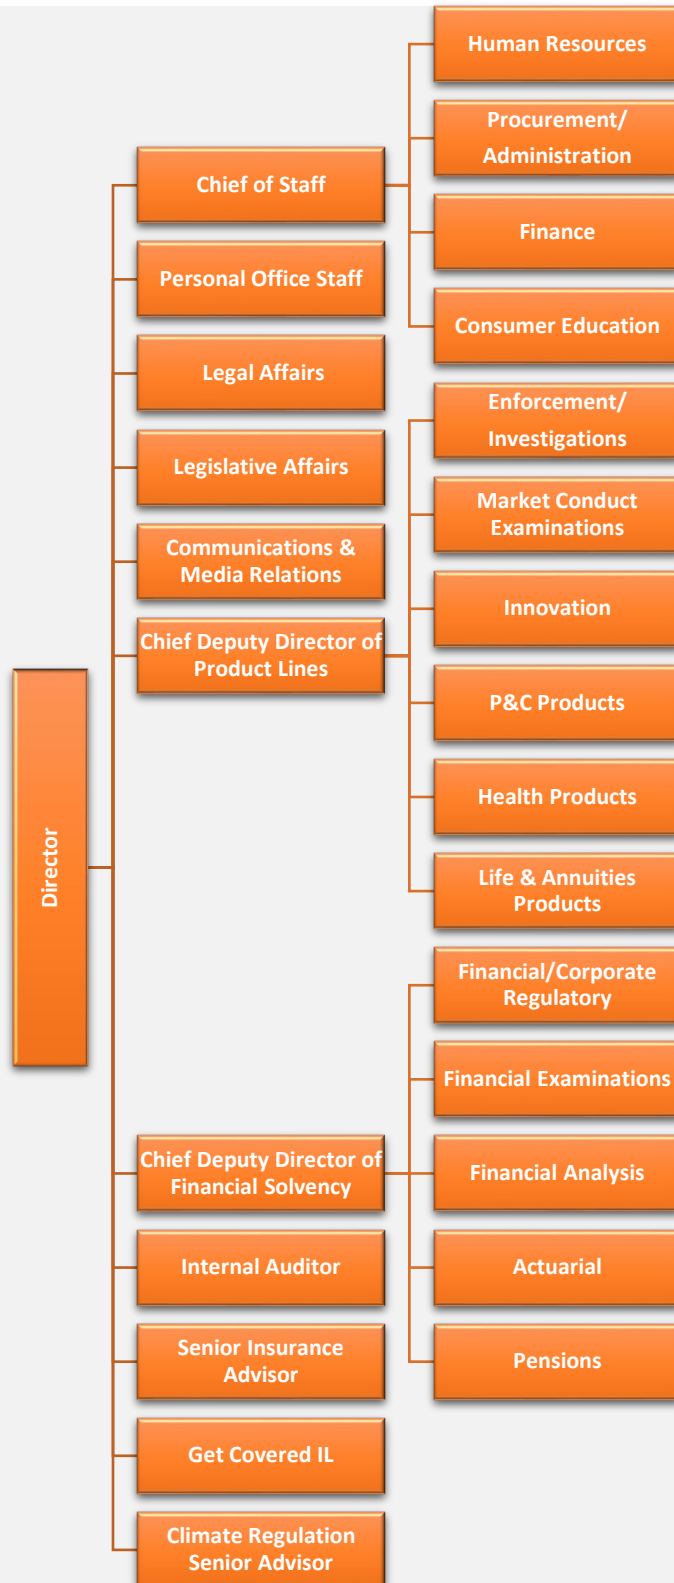 Director
Chief of Staff
Human Resources
Procurement/
Administration
Finance
Consumer Education
Personal Office Staff
Legal Affairs
Legislative Affairs
Communications &
Media Relations
Chief Deputy Director of
Product Lines
Enforcement/
Investigations
Market Conduct
Examinations
Innovation
P&C Products
Health Products
Life & Annuities
Products
Chief Deputy Director of
Financial Solvency
Financial/Corporate
Regulatory
Financial Examinations
Financial Analysis
Actuarial
Pensions
Internal Auditor
Senior Insurance
Advisor
Get Covered IL
Climate Regulation
Senior Advisor